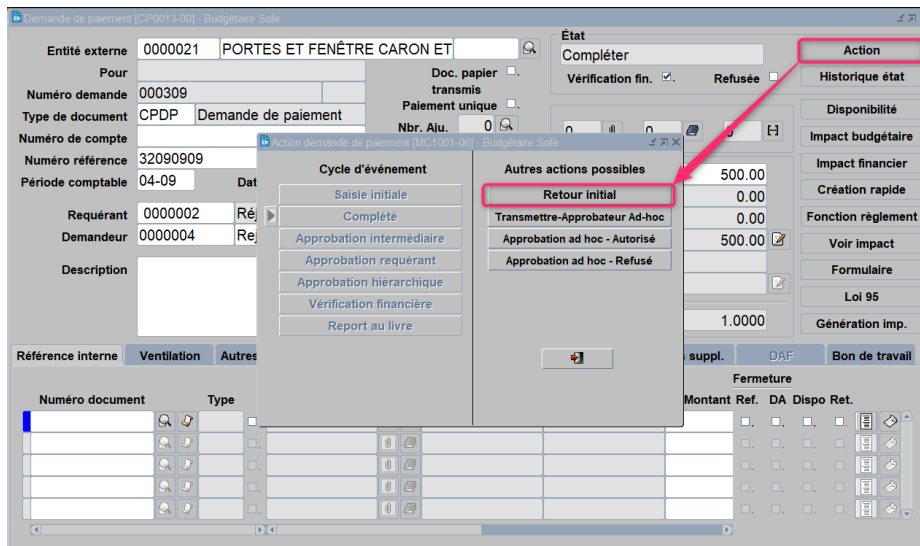 Demande de paiement [CP0013-00] - Budgétaire Sofe
Entité externe 0000021 PORTES ET FENÊTRE CARON ET
État
Compléter
Action
Pour
Doc. papier transmis
Vérification fin. Refusée
Historique état
Numéro demande 000309
Paiement unique
Type de document CPDP Demande de paiement
Nbr. Aju. 0
Disponibilité
Numéro de compte
Impact budgétaire
Numéro référence 32090909
Impact financier
Période comptable 04-09 Dat
500.00
Création rapide
0.00
Requérant 0000002 Réj
0.00
Fonction règlement
Demandeur 0000004 Rej
500.00
Voir impact
Description
Formulaire
Loi 95
1.0000
Génération imp.
Action demande de paiement [MC1001-06] - Budgétaire Sofe
Cycle d'événement
Saisie initiale
Complété
Approbation intermédiaire
Approbation requérant
Approbation hiérarchique
Vérification financière
Report au livre
Autres actions possibles
Retour initial
Transmettre-Approbateur Ad-hoc
Approbation ad hoc - Autorisé
Approbation ad hoc - Refusé
Référence interne Ventilation Autres suppl. DAF Bon de travail
Fermeture
Numéro document Type Montant Ref. DA Dispo Ret.